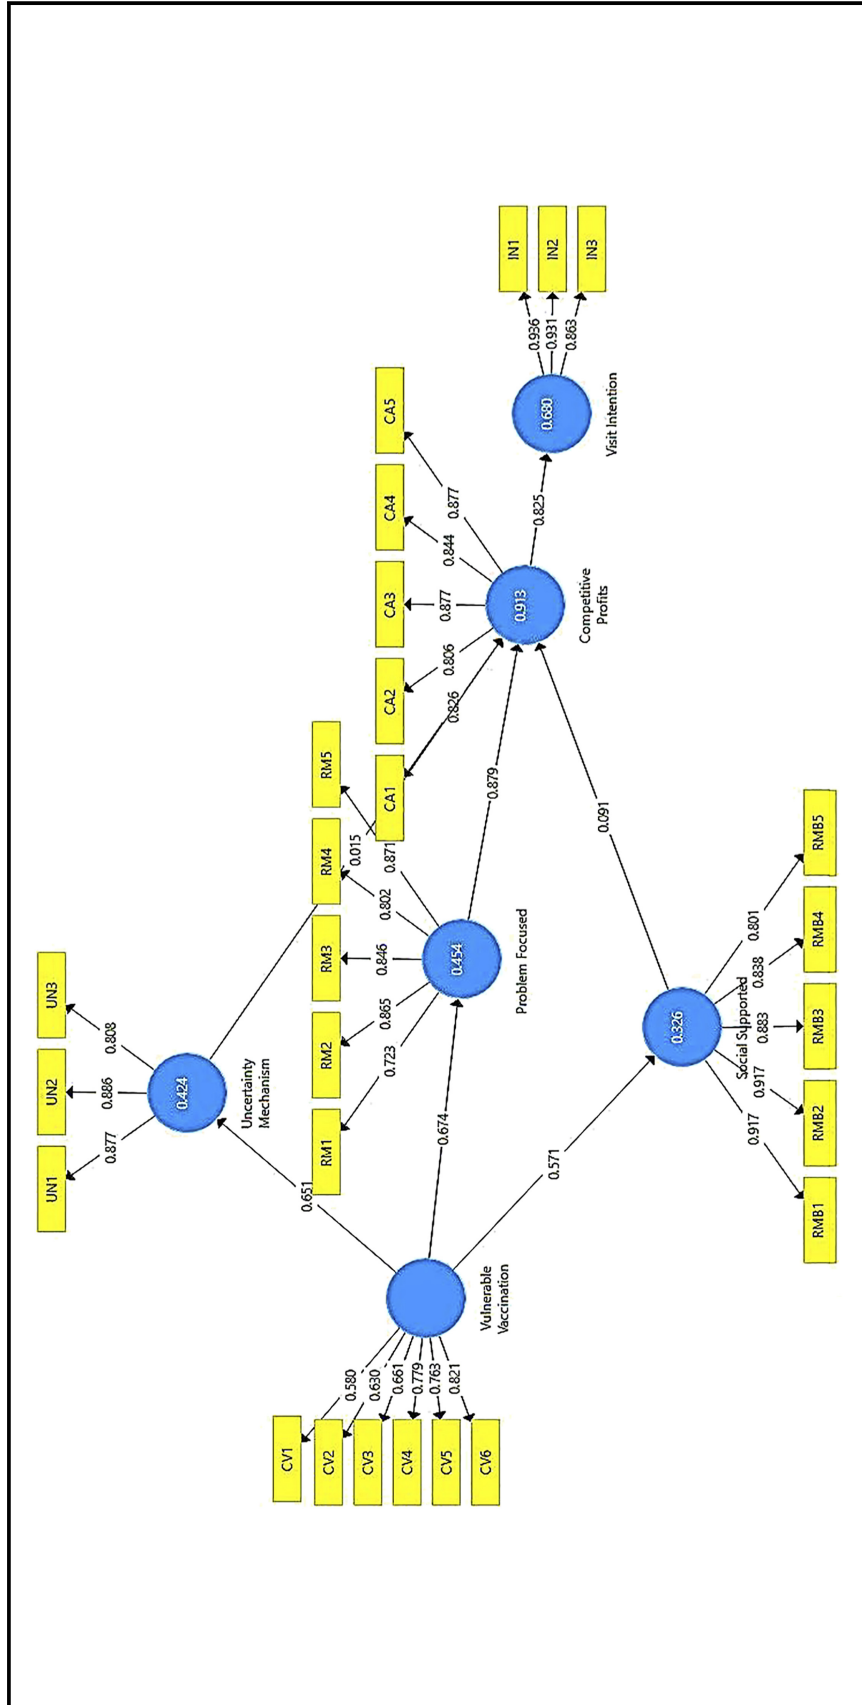 UN1
UN2
UN3
0.877
0.886
0.808
0.424
Uncertainty
Mechanism
0.651
0.015
RM1
RM2
RM3
RM4
RM5
0.723
0.865
0.846
0.802
0.871
0.454
Problem Focused
0.674
0.879
CA1
CA2
CA3
CA4
CA5
0.826
0.806
0.877
0.844
0.877
0.913
Competitive
Profits
0.825
IN1
IN2
IN3
0.936
0.931
0.863
0.680
Visit Intention
CV1
CV2
CV3
CV4
CV5
CV6
0.580
0.630
0.661
0.779
0.763
0.821
Vulnerable
Vaccination
0.571
0.091
0.326
Social Supported
0.917
0.917
0.883
0.838
0.801
RMB1
RMB2
RMB3
RMB4
RMB5